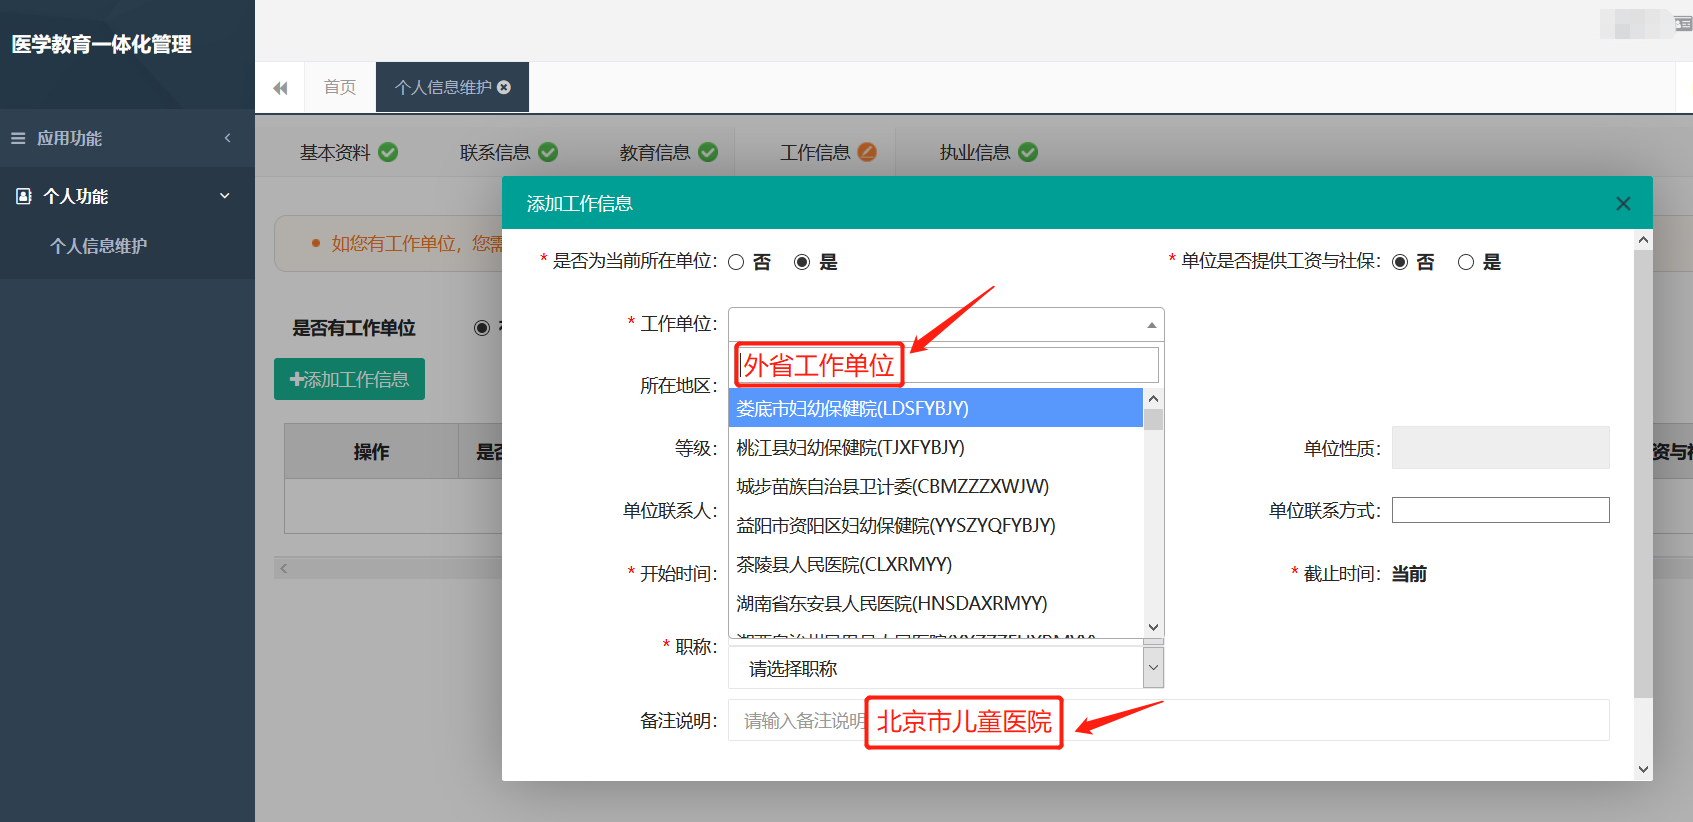 医学教育一体化管理
首页
个人信息维护
应用功能
个人功能
个人信息维护
基本资料
联系信息
教育信息
工作信息
执业信息
如您有工作单位，您需
是否有工作单位
添加工作信息
操作
是否
资与社
添加工作信息
* 是否为当前所在单位： 否 是
* 单位是否提供工资与社保： 否 是
* 工作单位：
外省工作单位
所在地区：
娄底市妇幼保健院(LDSFYBJY)
桃江县妇幼保健院(TJXFYBJY)
城步苗族自治县卫计委(CBMZZZXWJW)
益阳市资阳区妇幼保健院(YYSZYQFYBJY)
茶陵县人民医院(CLXRMYY)
湖南省东安县人民医院(HNSDAXRMYY)
等级：
单位性质：
单位联系人：
单位联系方式：
* 开始时间：
* 截止时间： 当前
* 职称：
请选择职称
备注说明：
请输入备注说明
北京市儿童医院